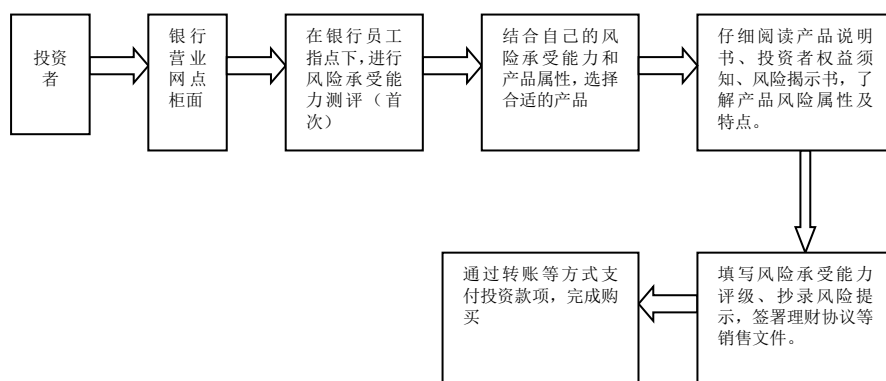 投资
者
银行
营业
网点
柜面
在银行员工
指点下，进行
风险承受能
力测评（首
次）
结合自己的风
险承受能力和
产品属性，选择
合适的产品
仔细阅读产品说明
书、投资者权益须
知、风险揭示书，了
解产品风险属性及
特点。
填写风险承受能力
评级、抄录风险提
示，签署理财协议等
销售文件。
通过转账等方式支
付投资款项，完成购
买